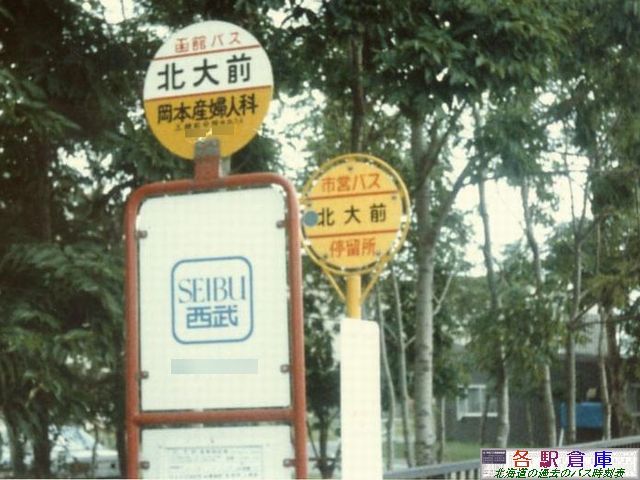 函館バス
北大前
岡本産婦人科
SEIBU
西武
市営バス
北大前
停留所
各駅倉庫
北海道の過去のバス時刻表